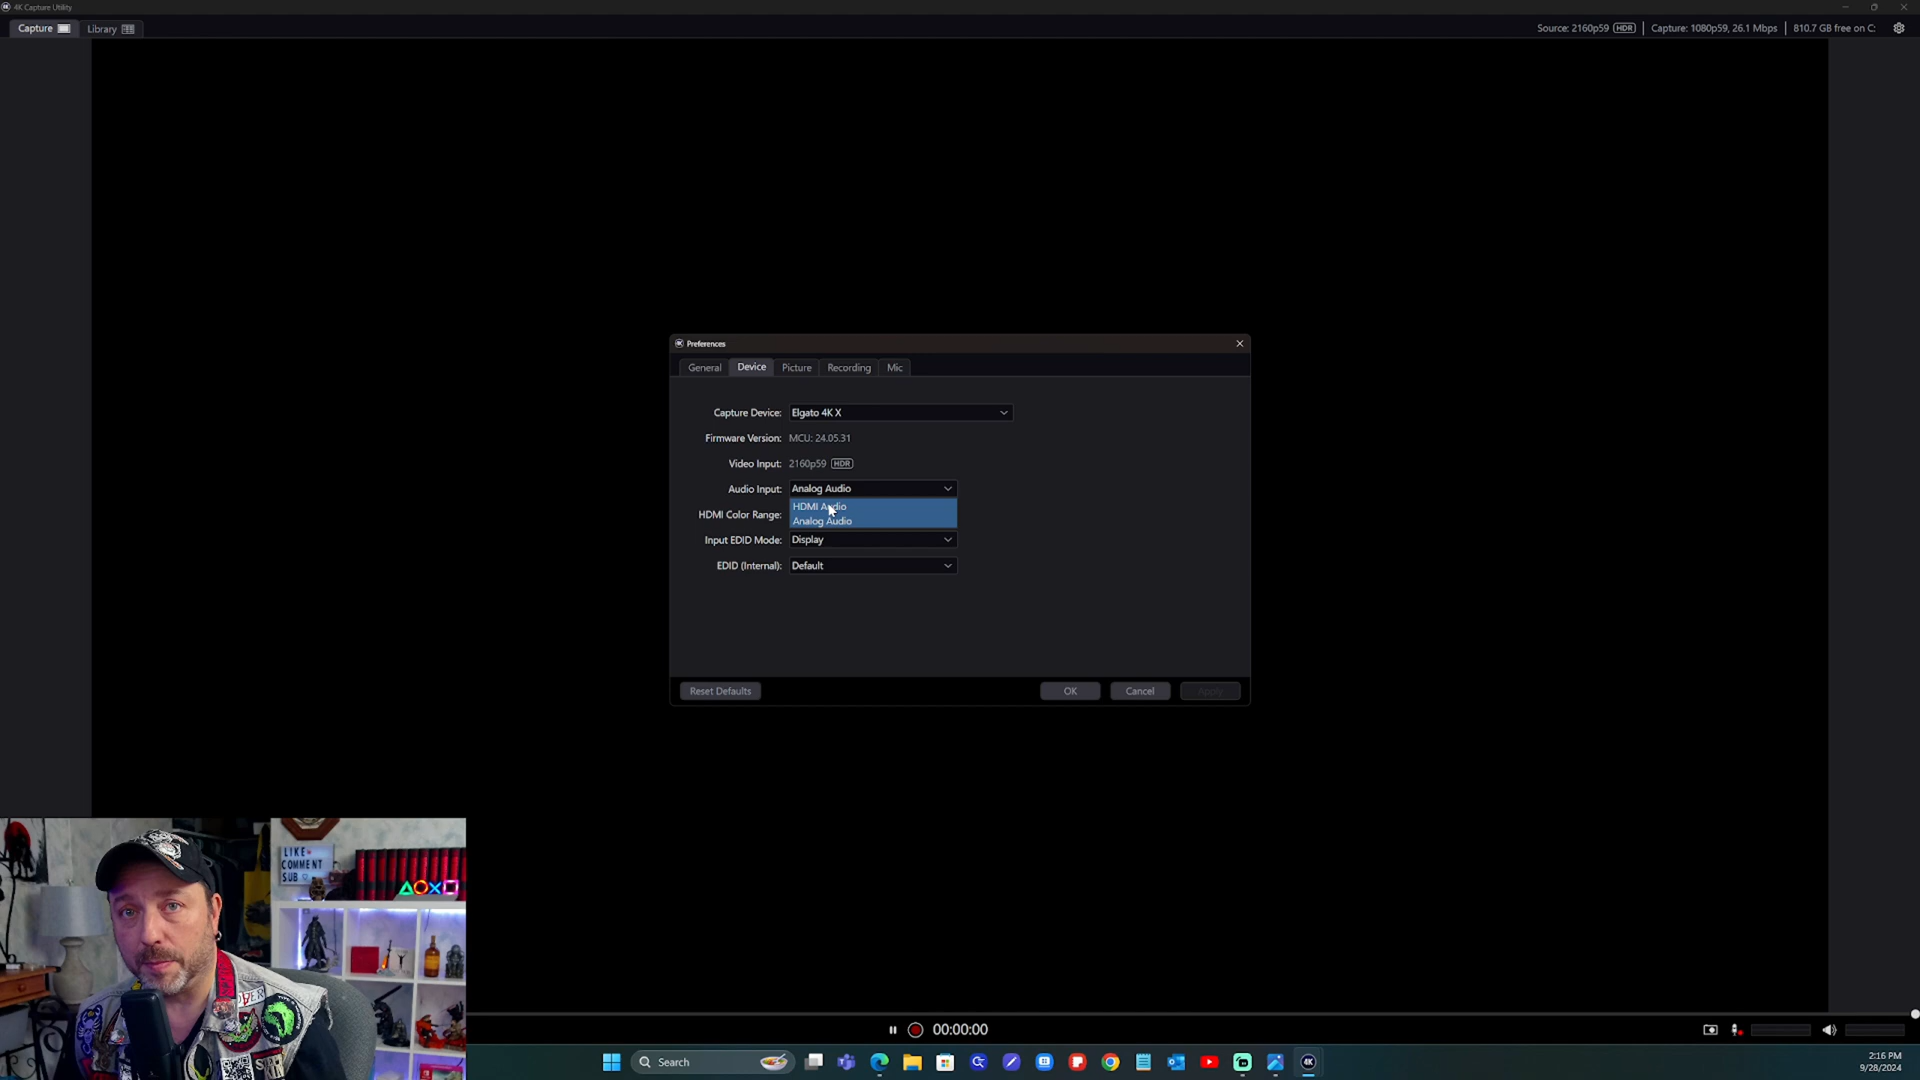 4K Capture Utility
Capture
Library
Source: 2160p59 HDR
Capture: 1080p59, 26.1 Mbps
810.7 GB free on C:
Preferences
General
Device
Picture
Recording
Mic
Capture Device: Elgato 4K X
Firmware Version: MCU: 24.05.31
Video Input: 2160p59 HDR
Audio Input: Analog Audio
HDMI Audio
HDMI Color Range:
Analog Audio
Input EDID Mode: Display
EDID (Internal): Default
Reset Defaults
OK
Cancel
Apply
LIKE
COMMENT
SUB
00:00:00
Search
4K
2:16 PM
9/28/2024